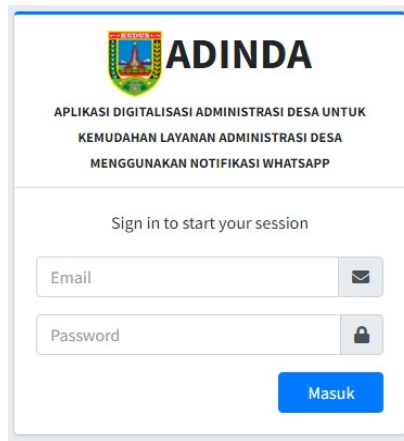 KUDUS
ADINDA
APLIKASI DIGITALISASI ADMINISTRASI DESA UNTUK
KEMUDAHAN LAYANAN ADMINISTRASI DESA
MENGGUNAKAN NOTIFIKASI WHATSAPP
Sign in to start your session
Email
Password
Masuk